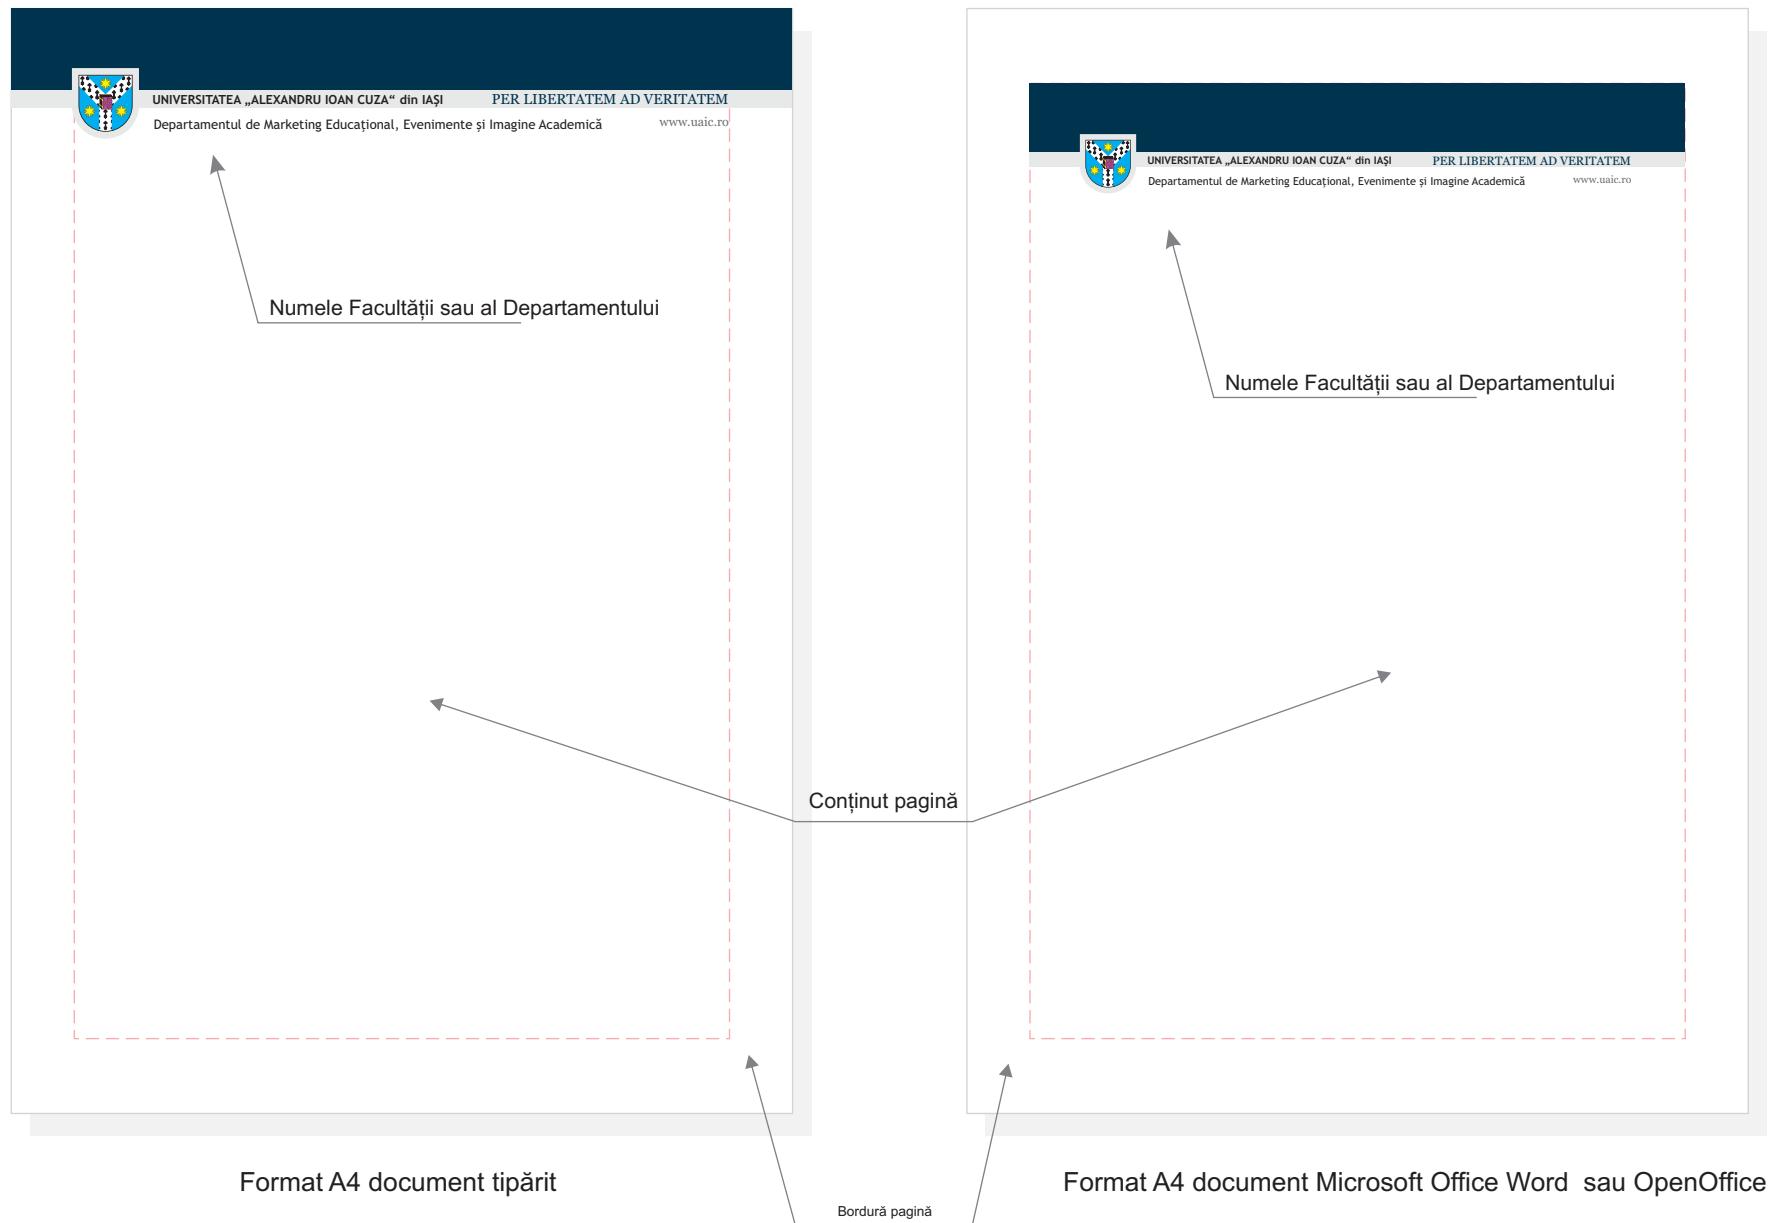 UNIVERSITATEA „ALEXANDRU IOAN CUZA“ din IAȘI PER LIBERTATEM AD VERITATEM
Departamentul de Marketing Educațional, Evenimente și Imagine Academică www.uaic.ro
Numele Facultății sau al Departamentului
UNIVERSITATEA „ALEXANDRU IOAN CUZA“ din IAȘI PER LIBERTATEM AD VERITATEM
Departamentul de Marketing Educațional, Evenimente și Imagine Academică www.uaic.ro
Numele Facultății sau al Departamentului
Conținut pagină
Format A4 document tipărit
Format A4 document Microsoft Office Word sau OpenOffice
Bordură pagină